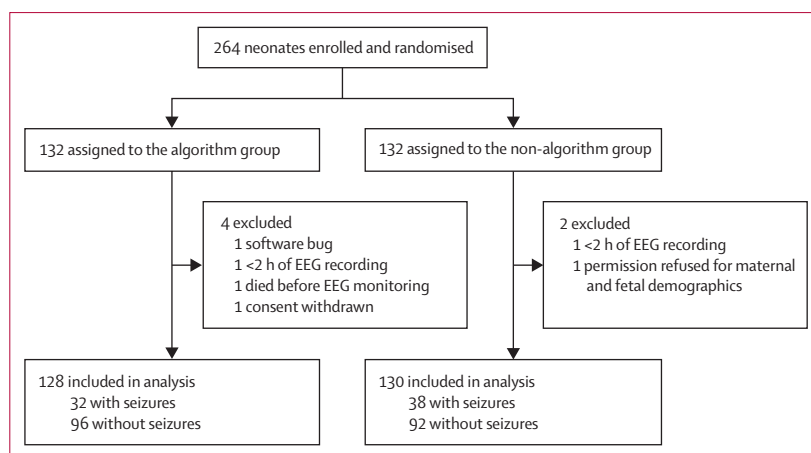 264 neonates enrolled and randomised
132 assigned to the algorithm group
132 assigned to the non-algorithm group
4 excluded
1 software bug
1 <2 h of EEG recording
1 died before EEG monitoring
1 consent withdrawn
2 excluded
1 <2 h of EEG recording
1 permission refused for maternal
and fetal demographics
128 included in analysis
32 with seizures
96 without seizures
130 included in analysis
38 with seizures
92 without seizures